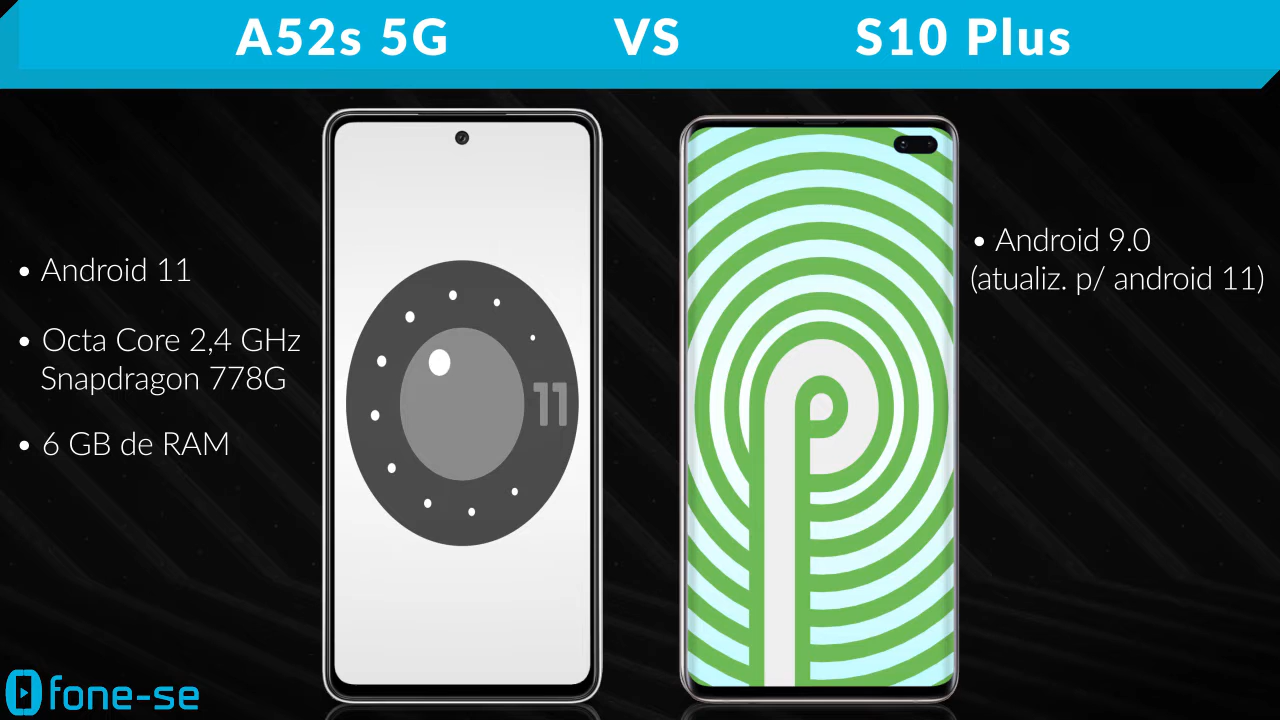 A52s 5G VS S10 Plus
• Android 11
• Octa Core 2,4 GHz
Snapdragon 778G
• 6 GB de RAM
11
• Android 9.0
(atualiz. p/ android 11)
fone-se